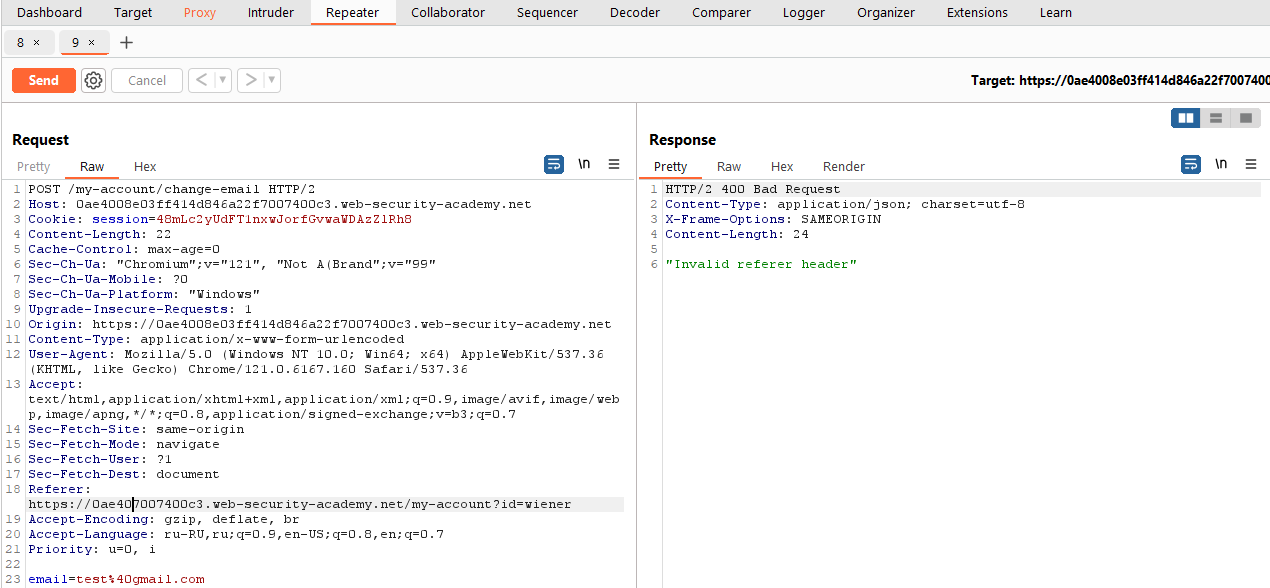 Dashboard Target Proxy Intruder Repeater Collaborator Sequencer Decoder Comparer Logger Organizer Extensions Learn
8 × 9 × +
Send Cancel < > Target: https://0ae4008e03ff414d846a22f7007400
Request
Pretty Raw Hex \n
1 POST /my-account/change-email HTTP/2
2 Host: 0ae4008e03ff414d846a22f7007400c3.web-security-academy.net
3 Cookie: session=48mLc2yUdFT1nxwJorfGvwaWDAzZlRh8
4 Content-Length: 22
5 Cache-Control: max-age=0
6 Sec-Ch-Ua: "Chromium";v="121", "Not A(Brand";v="99"
7 Sec-Ch-Ua-Mobile: ?0
8 Sec-Ch-Ua-Platform: "Windows"
9 Upgrade-Insecure-Requests: 1
10 Origin: https://0ae4008e03ff414d846a22f7007400c3.web-security-academy.net
11 Content-Type: application/x-www-form-urlencoded
12 User-Agent: Mozilla/5.0 (Windows NT 10.0; Win64; x64) AppleWebKit/537.36
(KHTML, like Gecko) Chrome/121.0.6167.160 Safari/537.36
13 Accept:
text/html,application/xhtml+xml,application/xml;q=0.9,image/avif,image/web
p,image/apng,*/*;q=0.8,application/signed-exchange;v=b3;q=0.7
14 Sec-Fetch-Site: same-origin
15 Sec-Fetch-Mode: navigate
16 Sec-Fetch-User: ?1
17 Sec-Fetch-Dest: document
18 Referer:
https://0ae407007400c3.web-security-academy.net/my-account?id=wiener
19 Accept-Encoding: gzip, deflate, br
20 Accept-Language: ru-RU,ru;q=0.9,en-US;q=0.8,en;q=0.7
21 Priority: u=0, i
22
23 email=test%40gmail.com
Response
Pretty Raw Hex Render \n
1 HTTP/2 400 Bad Request
2 Content-Type: application/json; charset=utf-8
3 X-Frame-Options: SAMEORIGIN
4 Content-Length: 24
5
6 "Invalid referer header"